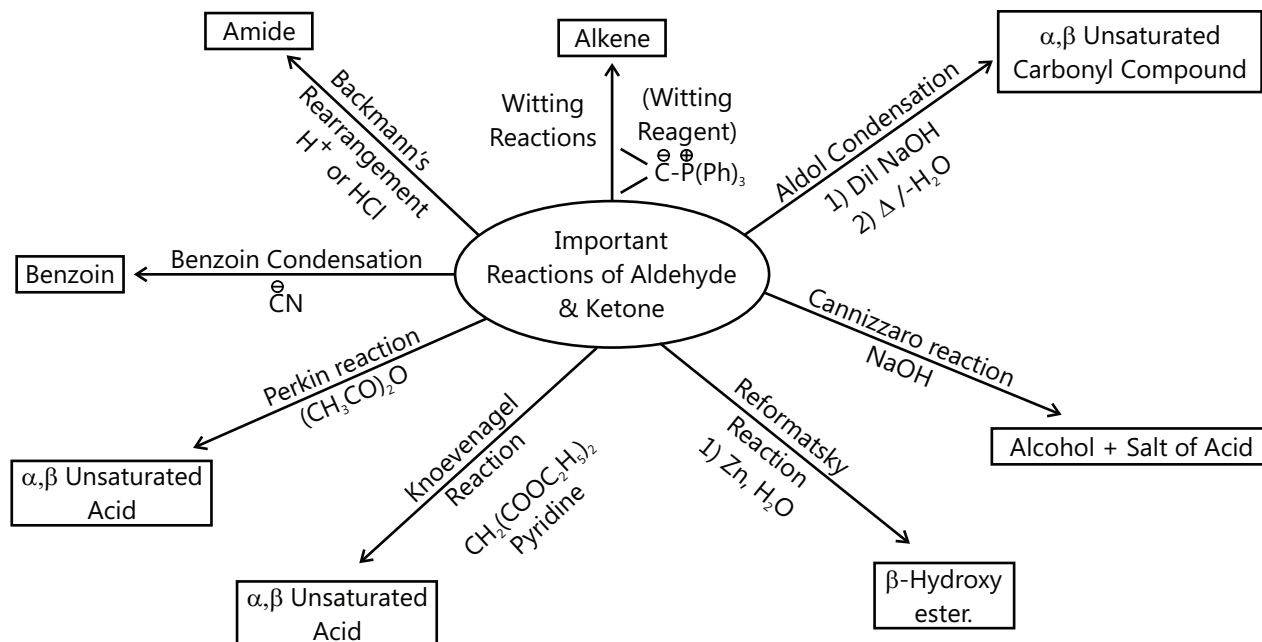 Amide
Backmann's
Rearrangement
H⁺ or HCl
Alkene
Witting
Reactions
(Witting
Reagent)
⊖ ⊕
C-P(Ph)₃
α,β Unsaturated
Carbonyl Compound
Aldol Condensation
1) Dil NaOH
2) Δ /-H₂O
Important
Reactions of Aldehyde
& Ketone
Benzoin
Benzoin Condensation
⊖
CN
Cannizzaro reaction
NaOH
Alcohol + Salt of Acid
Perkin reaction
(CH₃CO)₂O
α,β Unsaturated
Acid
Knoevenagel
Reaction
CH₂(COOC₂H₅)₂
Pyridine
α,β Unsaturated
Acid
Reformatsky
Reaction
1) Zn, H₂O
β-Hydroxy
ester.